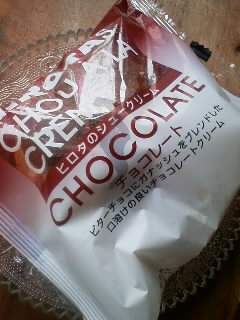 HIROTA'S
CHOU
CREAM
ヒロタのシュークリーム
CHOCOLATE
チョコレート
ビターチョコにガナッシュをブレンドした
口溶けの良いチョコレートクリーム